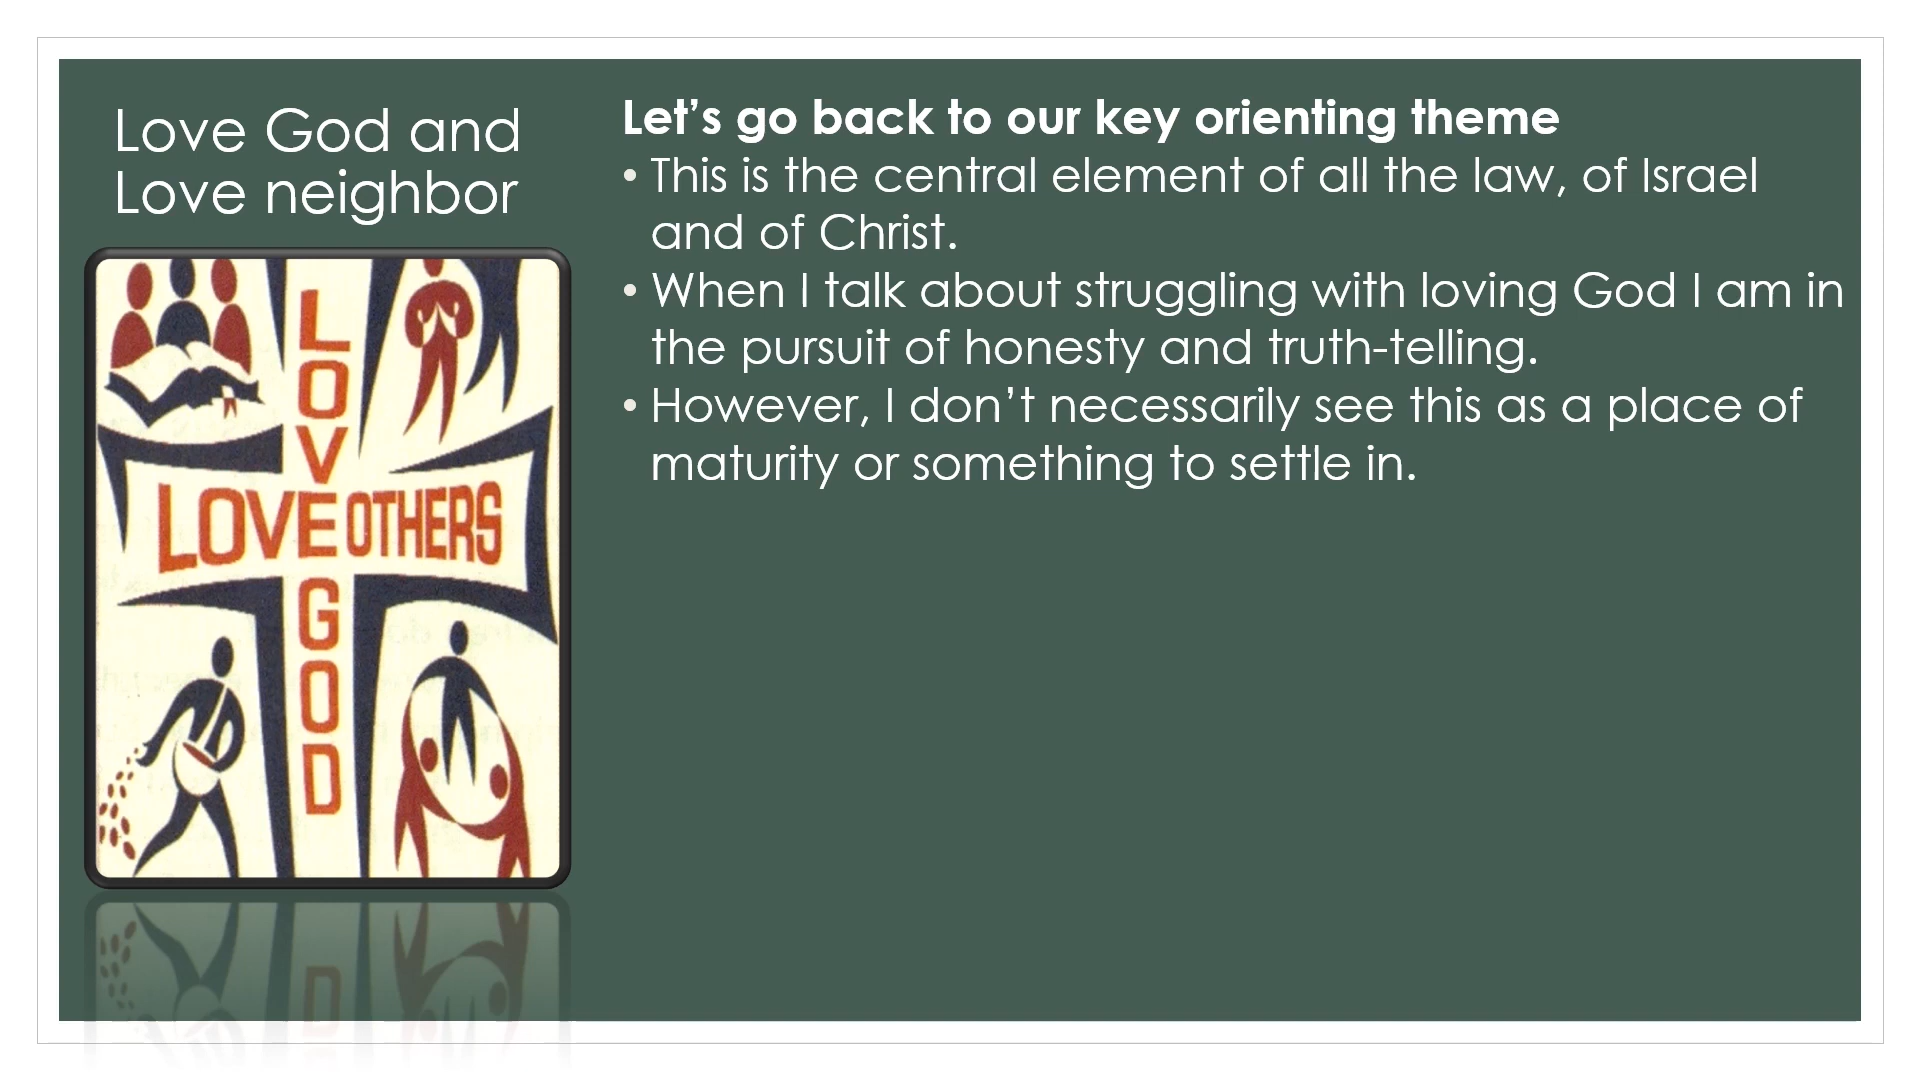 Love God and
Love neighbor
LOVE GOD
LOVE OTHERS
Let’s go back to our key orienting theme
• This is the central element of all the law, of Israel
and of Christ.
• When I talk about struggling with loving God I am in
the pursuit of honesty and truth-telling.
• However, I don’t necessarily see this as a place of
maturity or something to settle in.